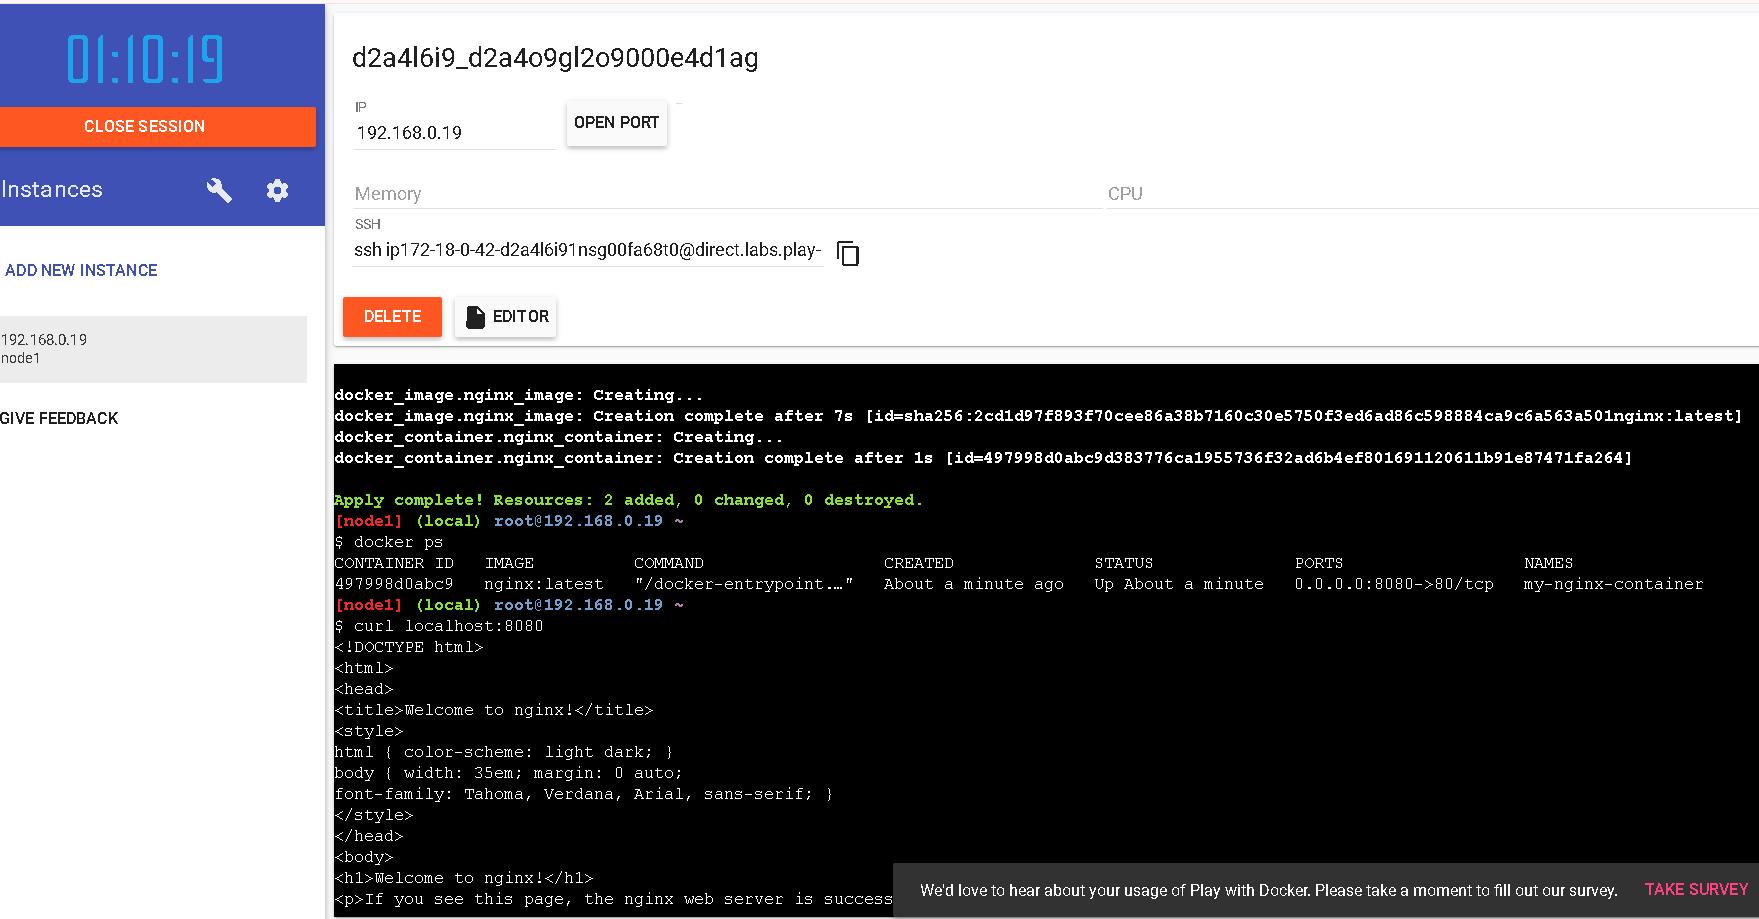 01:10:19
CLOSE SESSION
Instances
ADD NEW INSTANCE
192.168.0.19
node1
GIVE FEEDBACK
d2a4l6i9_d2a4o9gl2o9000e4d1ag
IP
192.168.0.19
OPEN PORT
Memory
CPU
SSH
ssh ip172-18-0-42-d2a4l6i91nsg00fa68t0@direct.labs.play-
DELETE
EDITOR
docker_image.nginx_image: Creating...
docker_image.nginx_image: Creation complete after 7s [id=sha256:2cd1d97f893f70cee86a38b7160c30e5750f3ed6ad86c598884ca9c6a563a501nginx:latest]
docker_container.nginx_container: Creating...
docker_container.nginx_container: Creation complete after 1s [id=497998d0abc9d383776ca1955736f32ad6b4ef801691120611b91e87471fa264]
Apply complete! Resources: 2 added, 0 changed, 0 destroyed.
[node1] (local) root@192.168.0.19 ~
$ docker ps
CONTAINER ID IMAGE COMMAND CREATED STATUS PORTS NAMES
497998d0abc9 nginx:latest "/docker-entrypoint.…" About a minute ago Up About a minute 0.0.0.0:8080->80/tcp my-nginx-container
[node1] (local) root@192.168.0.19 ~
$ curl localhost:8080
<!DOCTYPE html>
<html>
<head>
<title>Welcome to nginx!</title>
<style>
html { color-scheme: light dark; }
body { width: 35em; margin: 0 auto;
font-family: Tahoma, Verdana, Arial, sans-serif; }
</style>
</head>
<body>
<h1>Welcome to nginx!</h1>
<p>If you see this page, the nginx web server is success
We'd love to hear about your usage of Play with Docker. Please take a moment to fill out our survey.
TAKE SURVEY